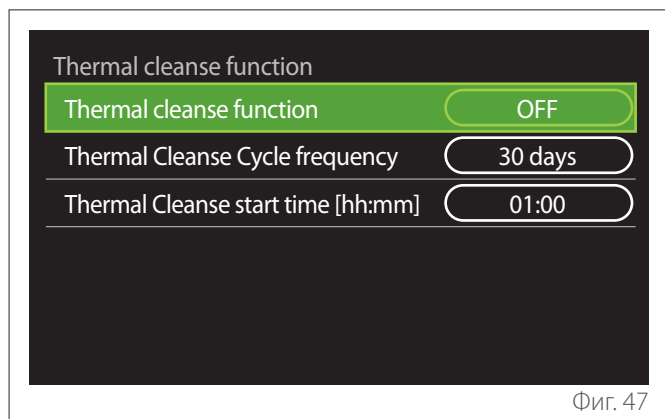 Thermal cleanse function
Thermal cleanse function OFF
Thermal Cleanse Cycle frequency 30 days
Thermal Cleanse start time [hh:mm] 01:00
Фиг. 47